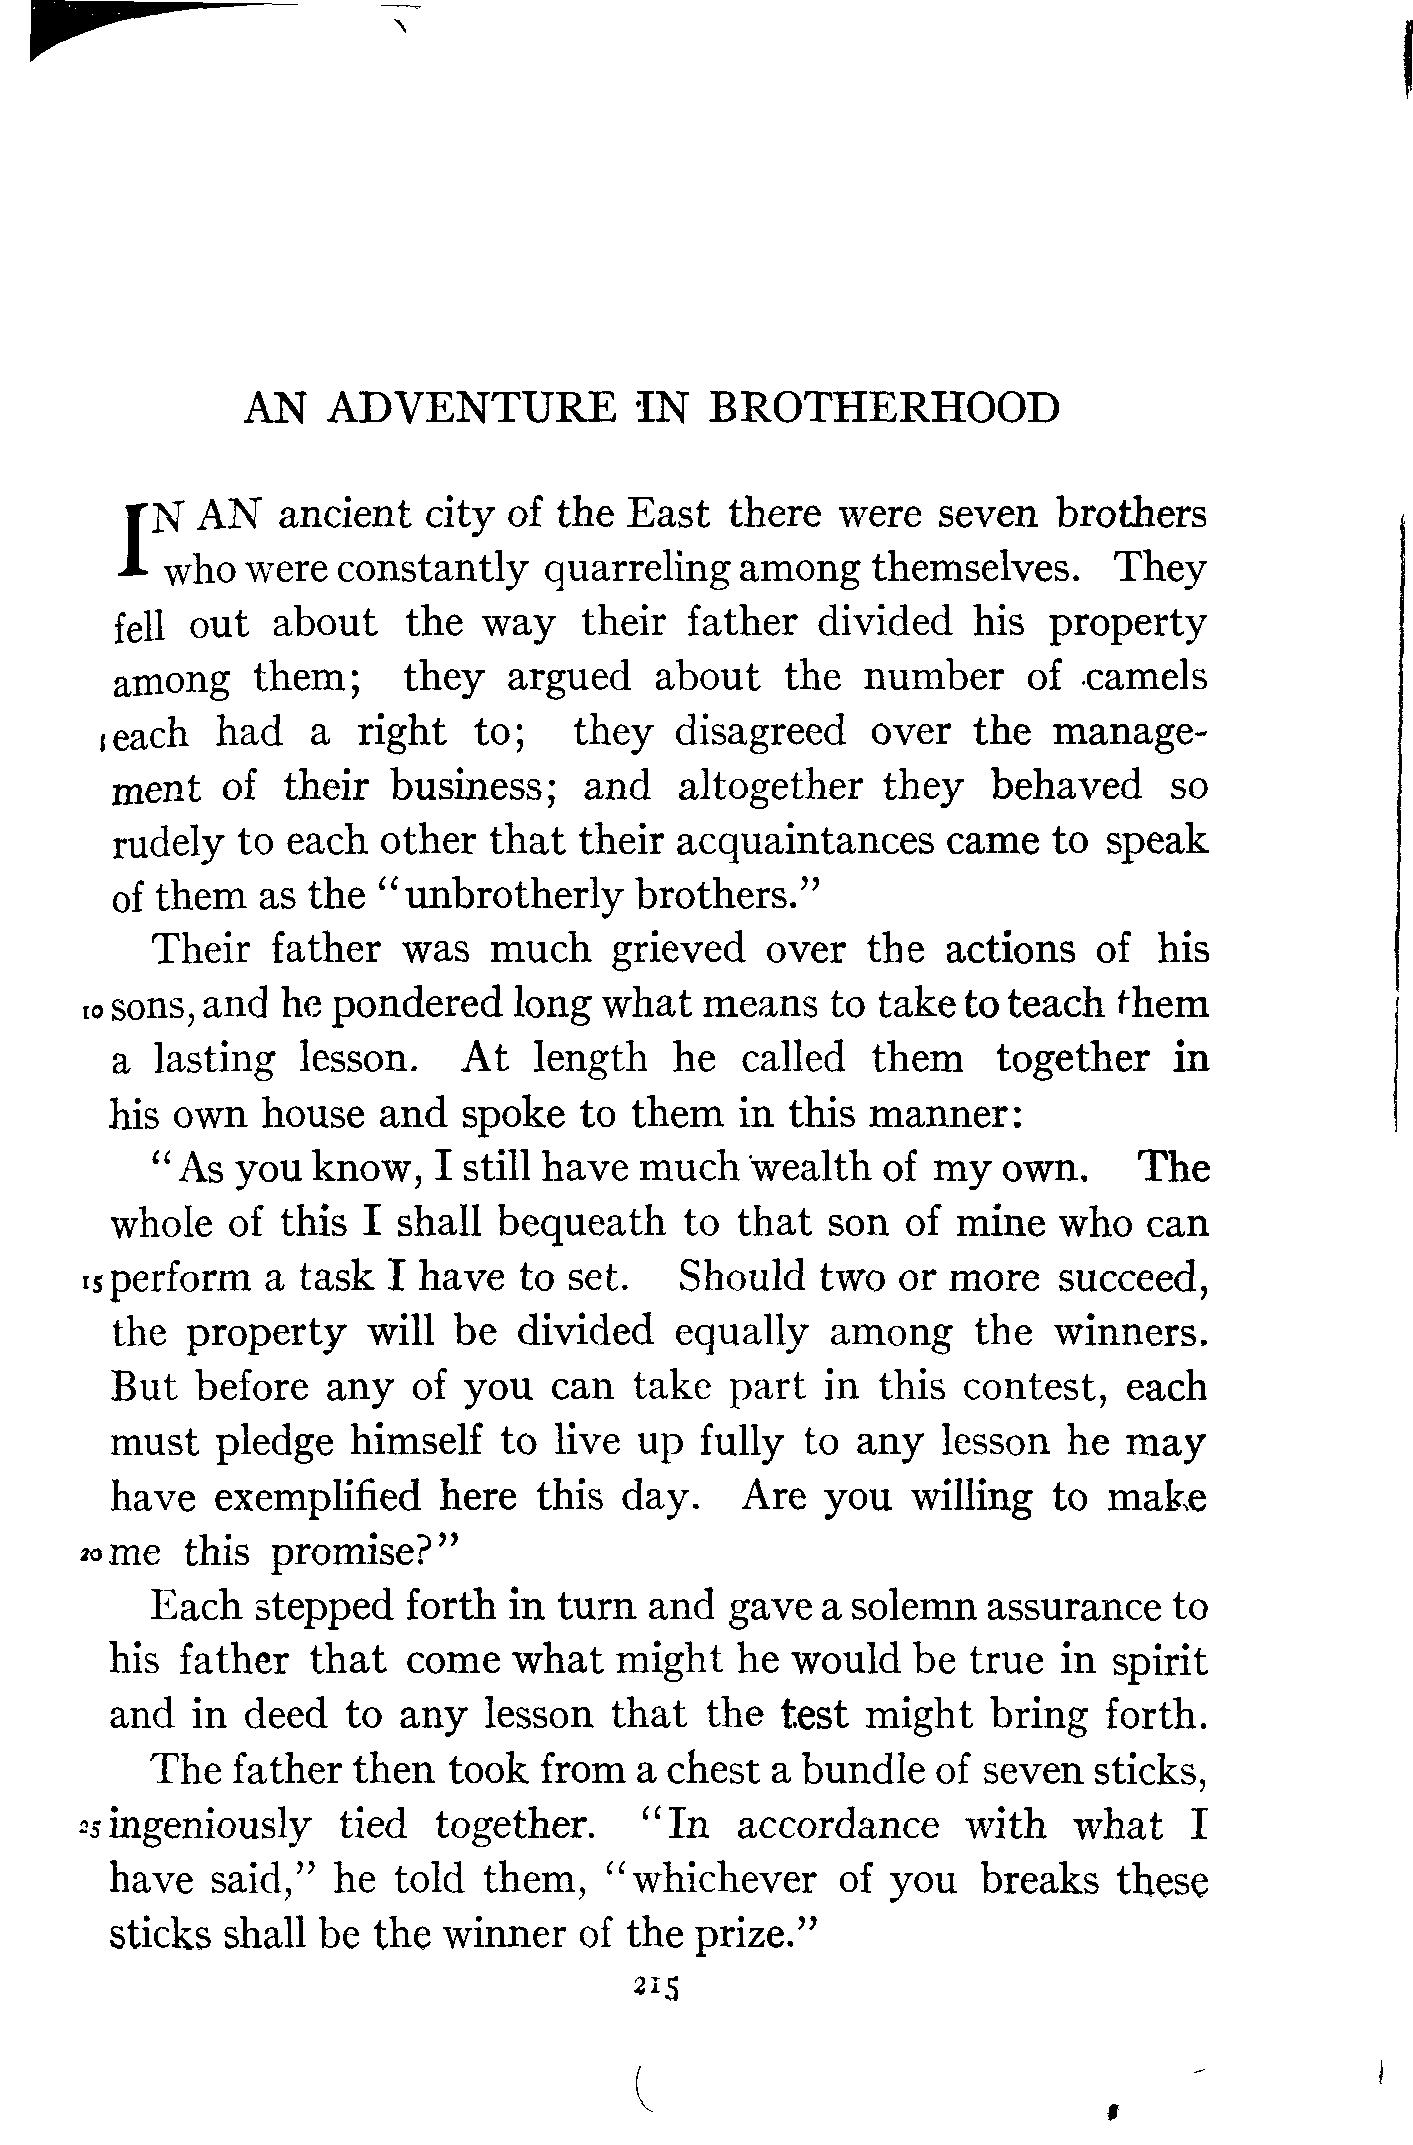 AN ADVENTURE IN BROTHERHOOD
IN AN ancient city of the East there were seven brothers
who were constantly quarreling among themselves. They
fell out about the way their father divided his property
among them; they argued about the number of camels
each had a right to; they disagreed over the manage-
ment of their business; and altogether they behaved so
rudely to each other that their acquaintances came to speak
of them as the "unbrotherly brothers."
Their father was much grieved over the actions of his
10 sons, and he pondered long what means to take to teach them
a lasting lesson. At length he called them together in
his own house and spoke to them in this manner:
"As you know, I still have much wealth of my own. The
whole of this I shall bequeath to that son of mine who can
15 perform a task I have to set. Should two or more succeed,
the property will be divided equally among the winners.
But before any of you can take part in this contest, each
must pledge himself to live up fully to any lesson he may
have exemplified here this day. Are you willing to make
20 me this promise?"
Each stepped forth in turn and gave a solemn assurance to
his father that come what might he would be true in spirit
and in deed to any lesson that the test might bring forth.
The father then took from a chest a bundle of seven sticks,
25 ingeniously tied together. "In accordance with what I
have said," he told them, "whichever of you breaks these
sticks shall be the winner of the prize."
215